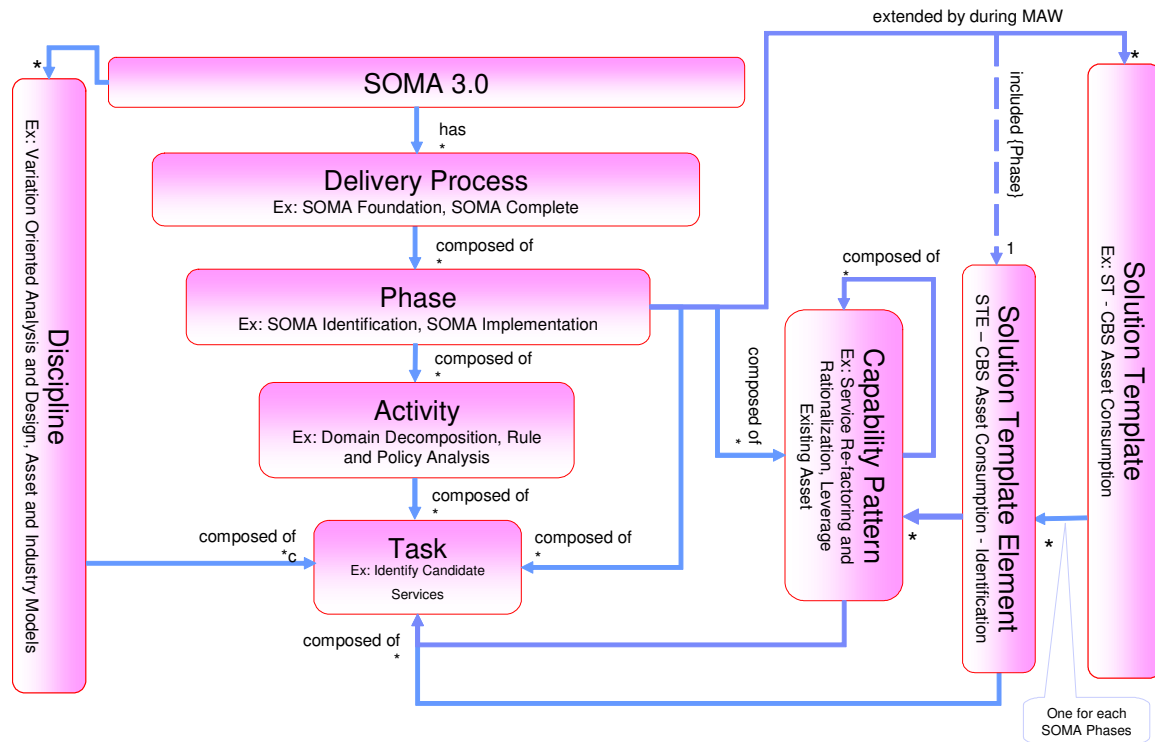 extended by during MAW
*
*
SOMA 3.0
has
*
Delivery Process
Ex: SOMA Foundation, SOMA Complete
composed of
*
Phase
Ex: SOMA Identification, SOMA Implementation
composed of
*
Activity
Ex: Domain Decomposition, Rule
and Policy Analysis
composed of
*
Task
Ex: Identify Candidate
Services
composed of
*c
composed of
*
composed of
*
Discipline
Ex: Variation Oriented Analysis and Design, Asset and Industry Models
composed of
*
composed of
*
Capability Pattern
Ex: Service Re-factoring and
Rationalization, Leverage
Existing Asset
*
included {Phase}
1
Solution Template Element
STE – CBS Asset Consumption - Identification
*
Solution Template
Ex: ST - CBS Asset Consumption
One for each
SOMA Phases